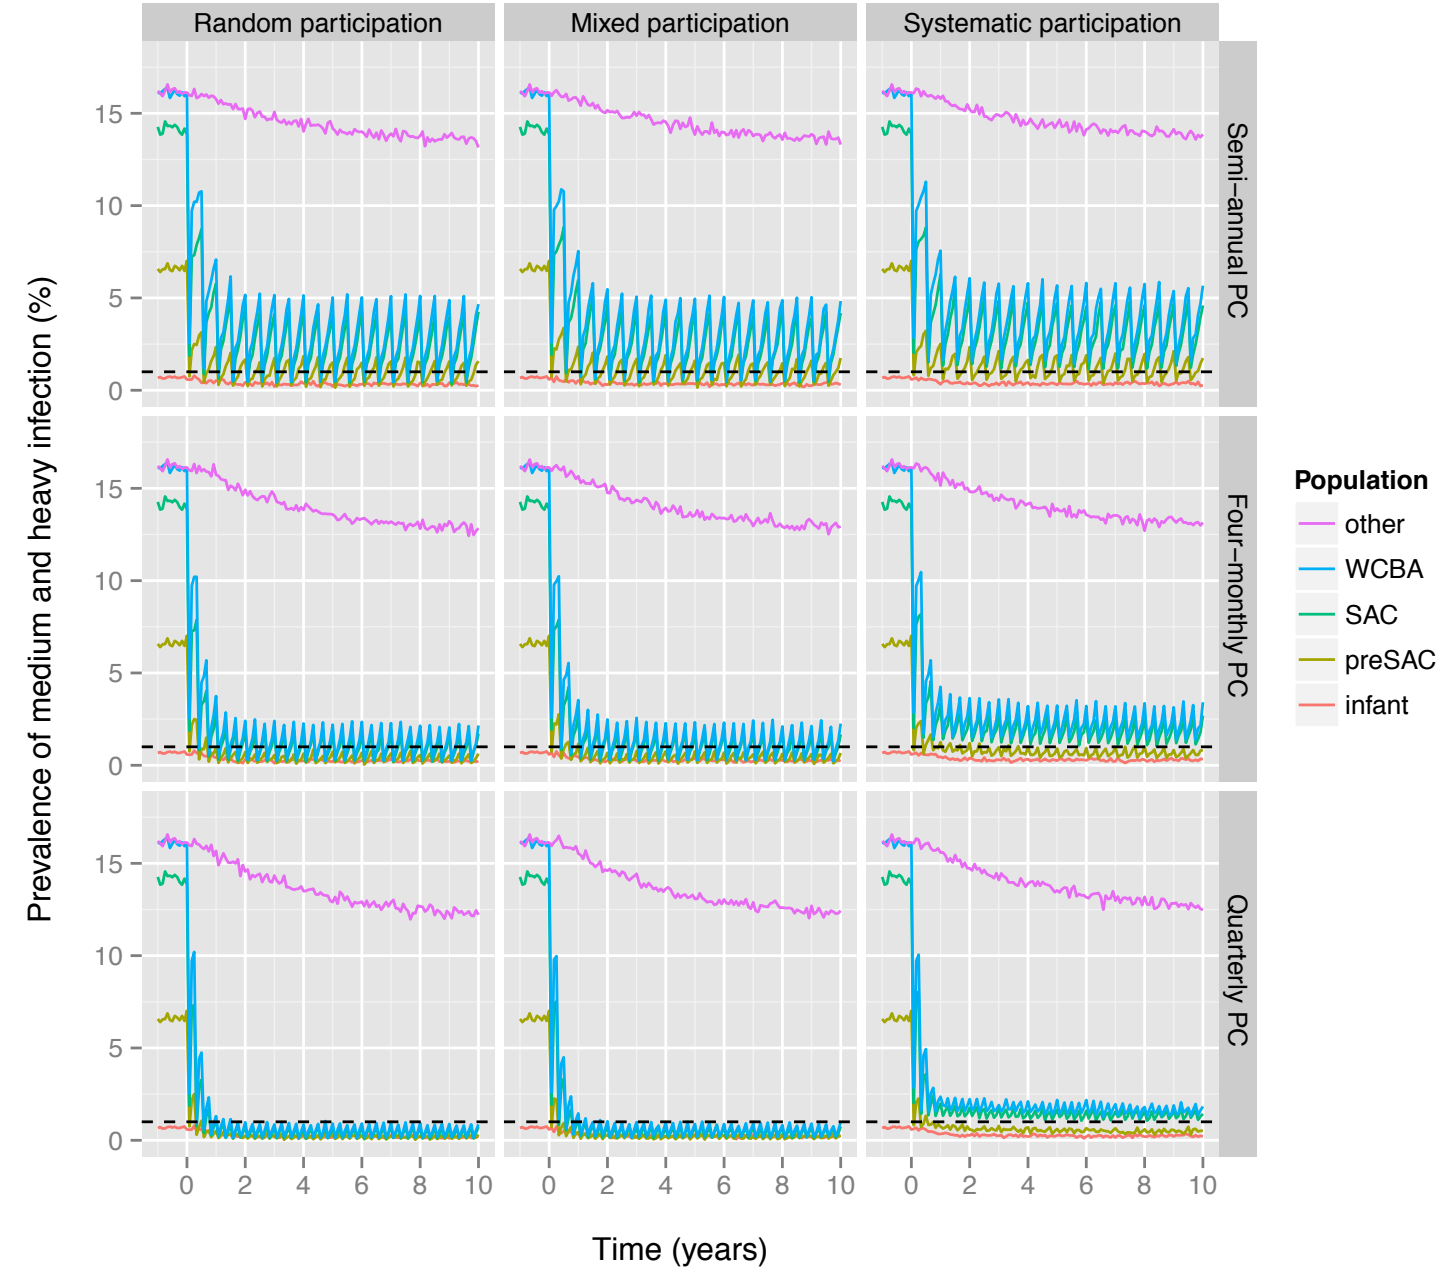 Random participation
Mixed participation
Systematic participation
Prevalence of medium and heavy infection (%)
15
10
5
0
Semi−annual PC
15
10
5
0
Four−monthly PC
15
10
5
0
Quarterly PC
0 2 4 6 8 10
0 2 4 6 8 10
0 2 4 6 8 10
Time (years)
Population
other
WCBA
SAC
preSAC
infant